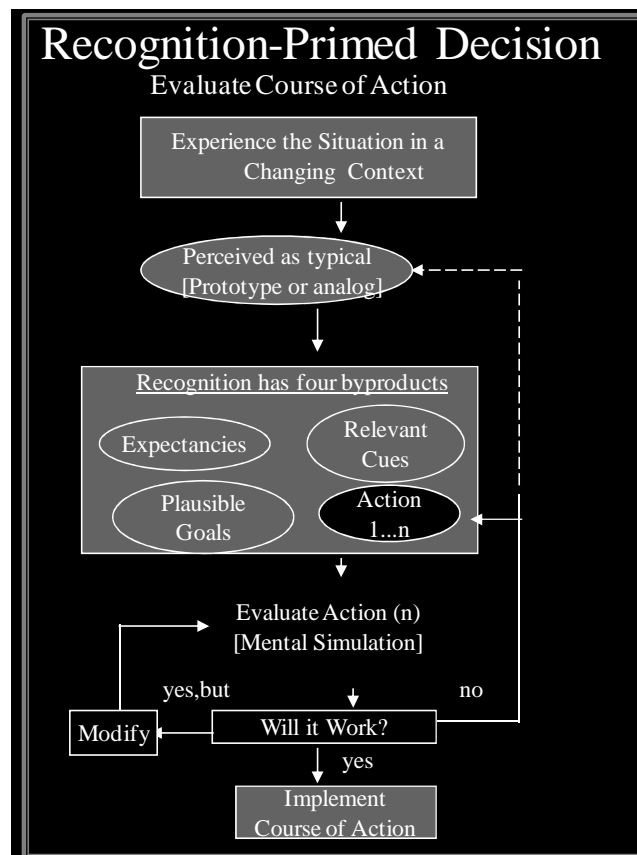 Recognition-Primed Decision
Evaluate Course of Action
Experience the Situation in a
Changing Context
Perceived as typical
[Prototype or analog]
Recognition has four byproducts
Expectancies
Relevant
Cues
Plausible
Goals
Action
1...n
Evaluate Action (n)
[Mental Simulation]
yes,but
no
Modify
Will it Work?
yes
Implement
Course of Action